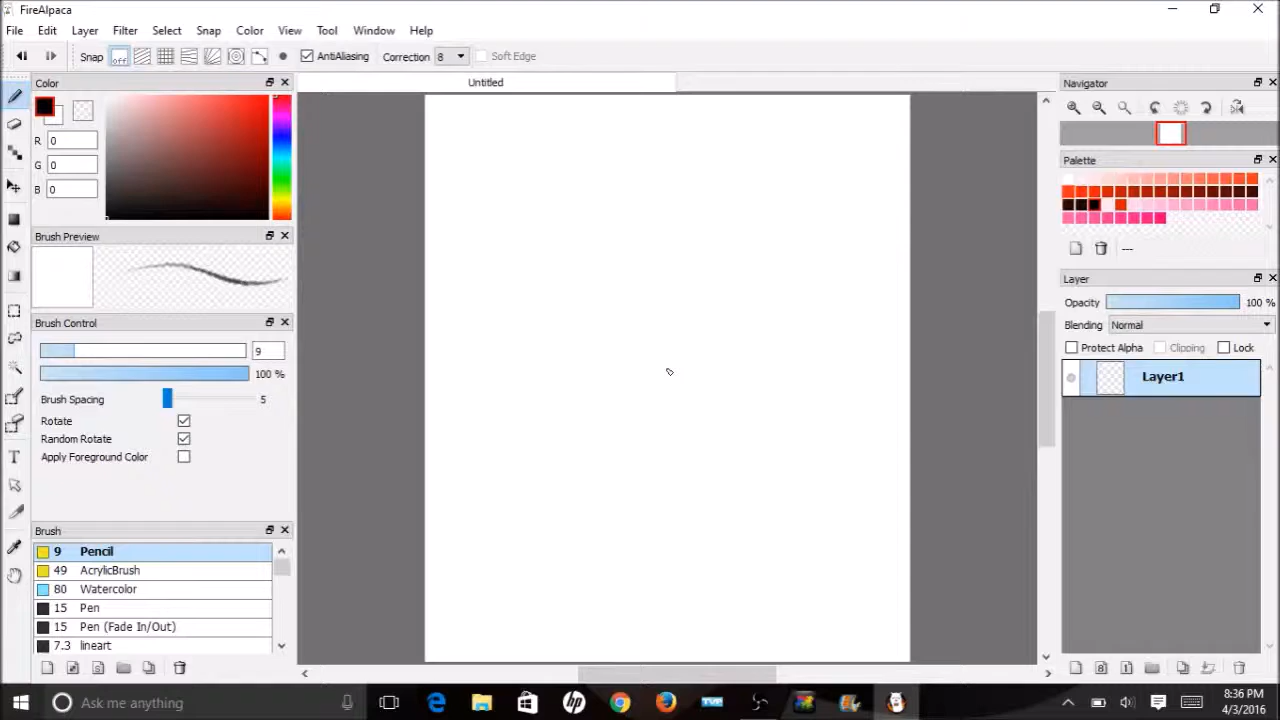 FireAlpaca
File Edit Layer Filter Select Snap Color View Tool Window Help
Snap off AntiAliasing Correction 8 Soft Edge
Color
Untitled
Navigator
R 0
G 0
B 0
Palette
---
Brush Preview
Layer
Opacity 100 %
Blending Normal
Protect Alpha Clipping Lock
Layer1
Brush Control
9
100 %
Brush Spacing 5
Rotate
Random Rotate
Apply Foreground Color
Brush
9 Pencil
49 AcrylicBrush
80 Watercolor
15 Pen
15 Pen (Fade In/Out)
7.3 lineart
Ask me anything
hp
TVP
8:36 PM
4/3/2016